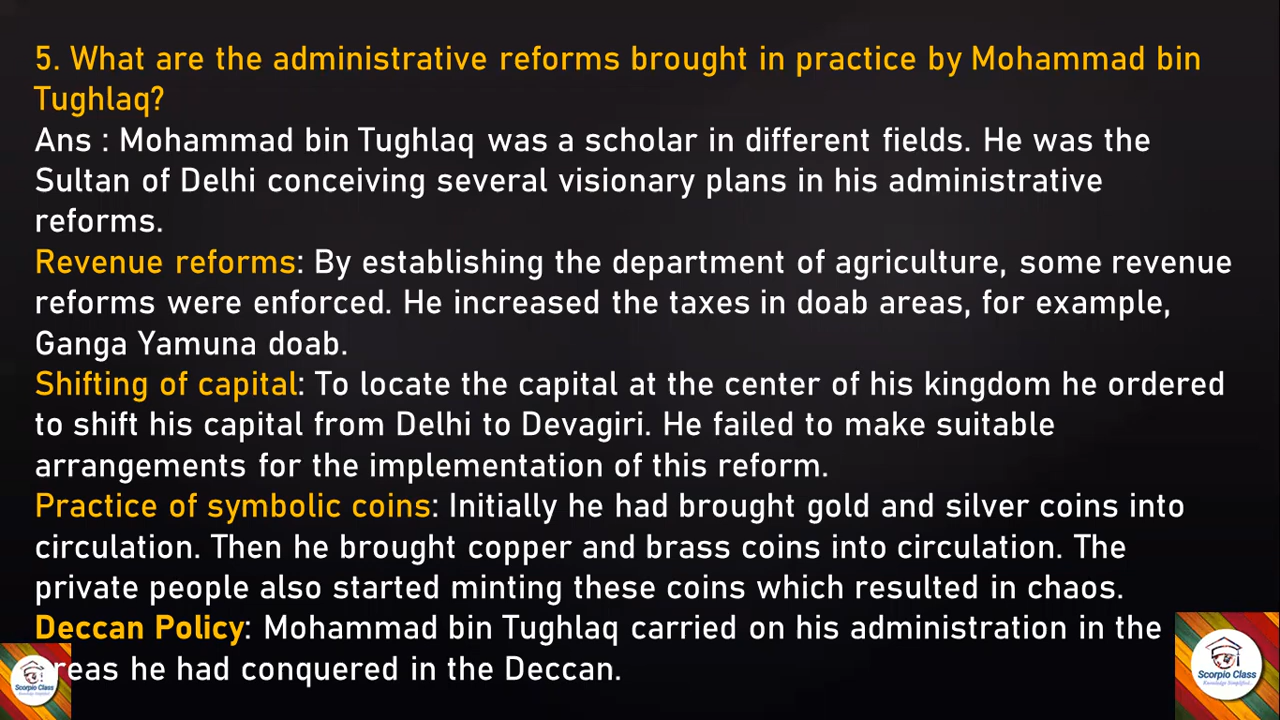 5. What are the administrative reforms brought in practice by Mohammad bin
Tughlaq?
Ans : Mohammad bin Tughlaq was a scholar in different fields. He was the
Sultan of Delhi conceiving several visionary plans in his administrative
reforms.
Revenue reforms: By establishing the department of agriculture, some revenue
reforms were enforced. He increased the taxes in doab areas, for example,
Ganga Yamuna doab.
Shifting of capital: To locate the capital at the center of his kingdom he ordered
to shift his capital from Delhi to Devagiri. He failed to make suitable
arrangements for the implementation of this reform.
Practice of symbolic coins: Initially he had brought gold and silver coins into
circulation. Then he brought copper and brass coins into circulation. The
private people also started minting these coins which resulted in chaos.
Deccan Policy: Mohammad bin Tughlaq carried on his administration in the
reas he had conquered in the Deccan.
Scorpio Class
Knowledge Simplified..
Scorpio Class
Knowledge Simplified..